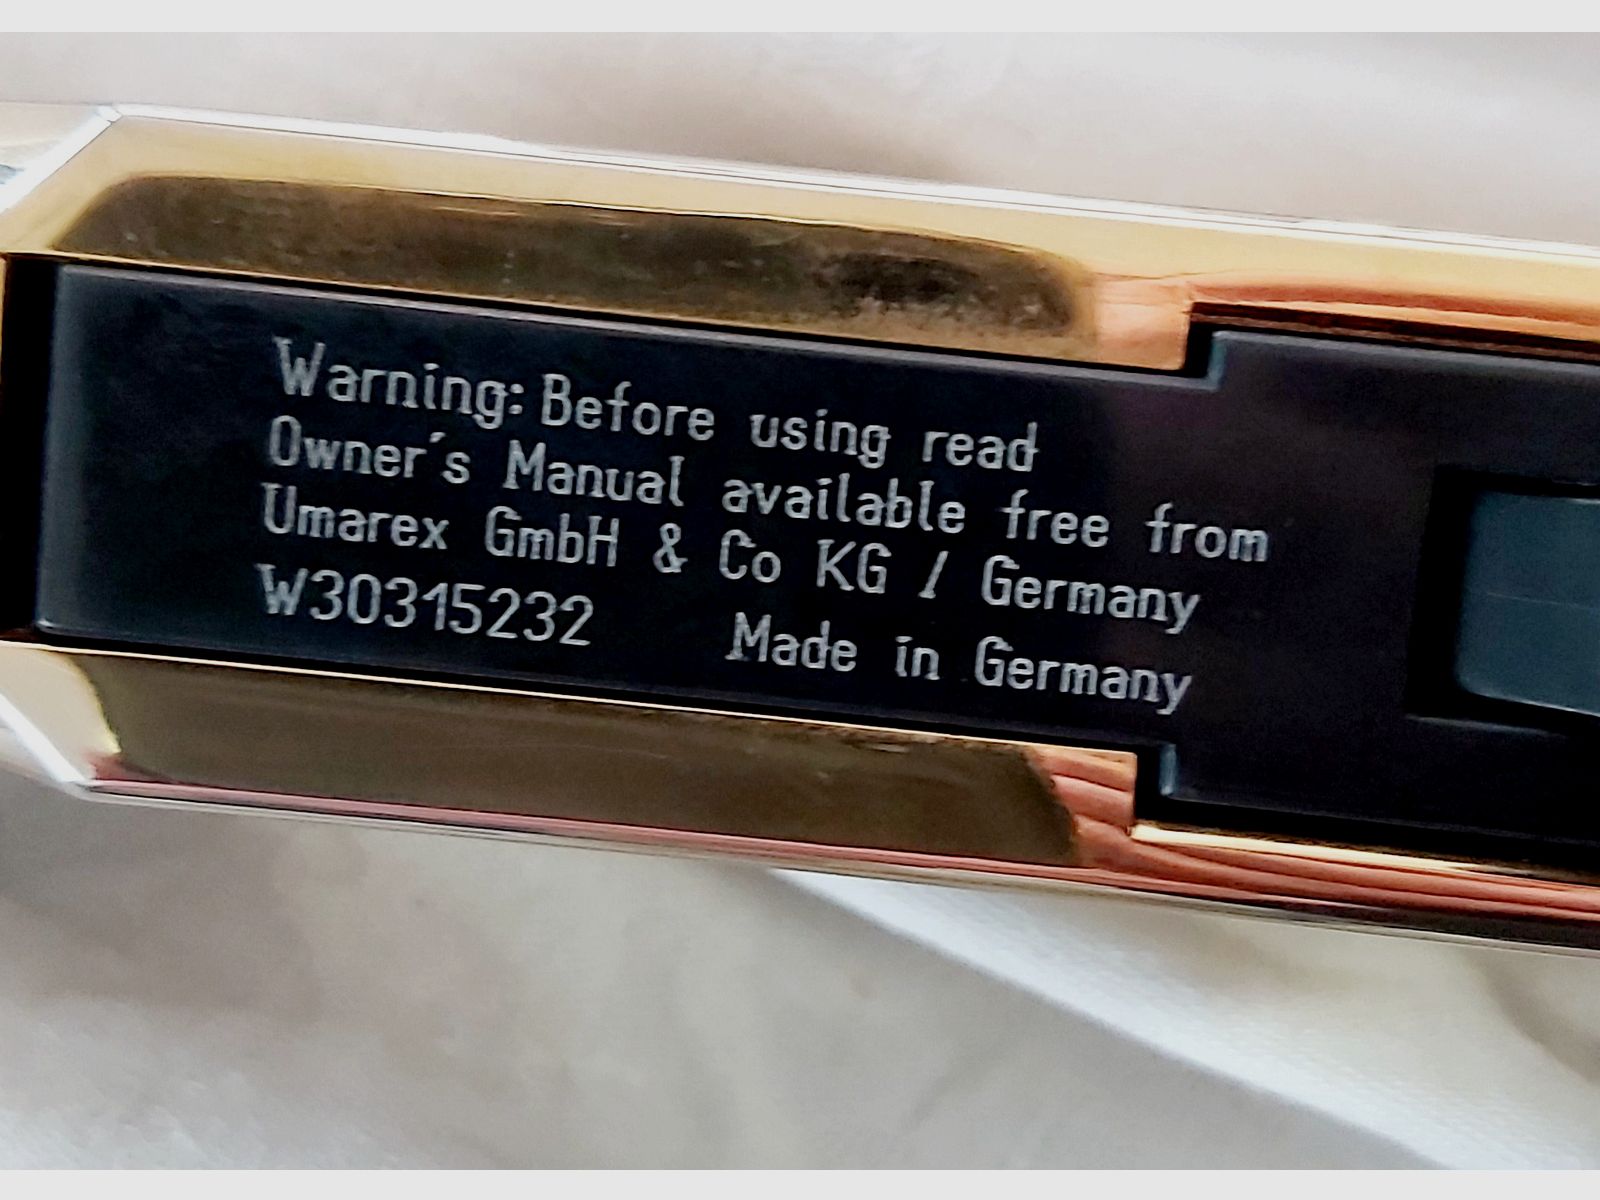 Warning: Before using read
Owner´s Manual available free from
Umarex GmbH & Co KG / Germany
W30315232 Made in Germany